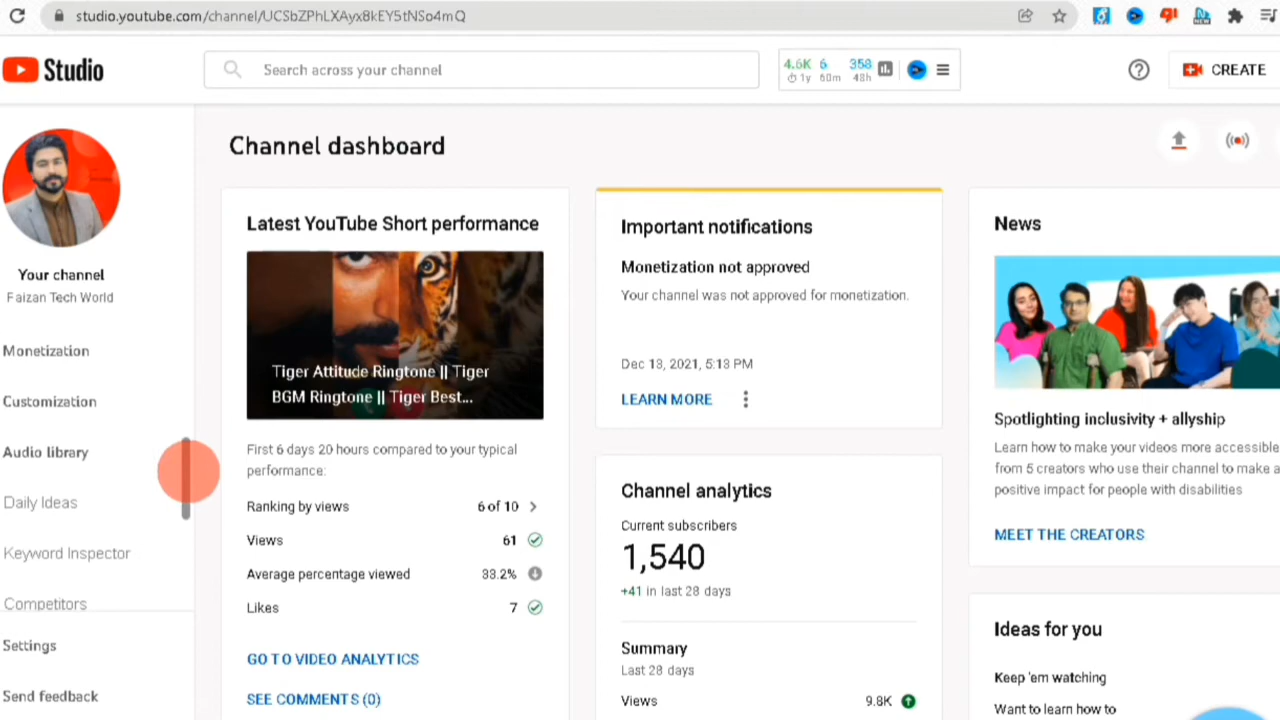 studio.youtube.com/channel/UCSbZPhLXAyx8kEY5tNSo4mQ
Studio
Search across your channel
4.6K 6 358
1y 60m 48h
CREATE
Your channel
Faizan Tech World
Monetization
Customization
Audio library
Daily Ideas
Keyword Inspector
Competitors
Settings
Send feedback
Channel dashboard
Latest YouTube Short performance
Tiger Attitude Ringtone || Tiger
BGM Ringtone || Tiger Best...
First 6 days 20 hours compared to your typical
performance:
Ranking by views 6 of 10
Views 61
Average percentage viewed 33.2%
Likes 7
GO TO VIDEO ANALYTICS
SEE COMMENTS (0)
Important notifications
Monetization not approved
Your channel was not approved for monetization.
Dec 13, 2021, 5:13 PM
LEARN MORE
Channel analytics
Current subscribers
1,540
+41 in last 28 days
Summary
Last 28 days
Views 9.8K
News
Spotlighting inclusivity + allyship
Learn how to make your videos more accessible
from 5 creators who use their channel to make a
positive impact for people with disabilities
MEET THE CREATORS
Ideas for you
Keep 'em watching
Want to learn how to